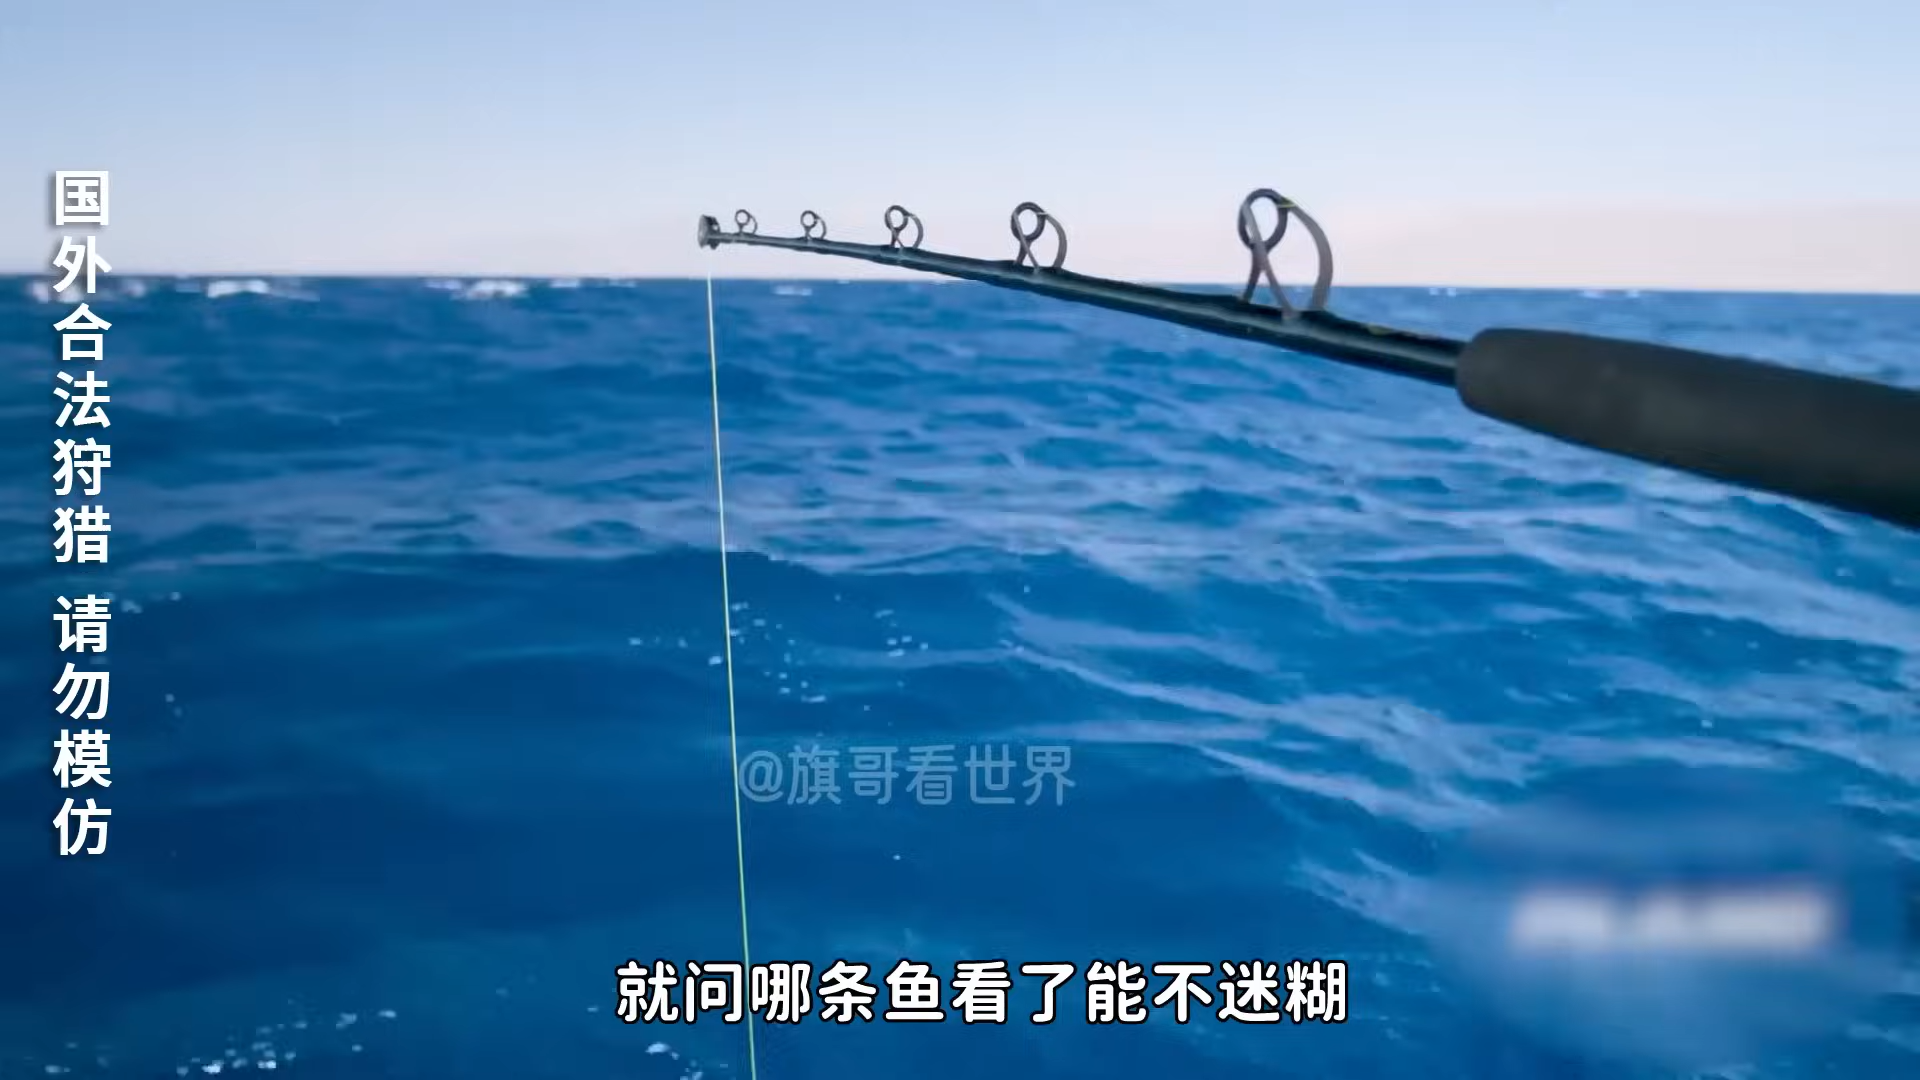 国外合法狩猎 请勿模仿
@旗哥看世界
就问哪条鱼看了能不迷糊